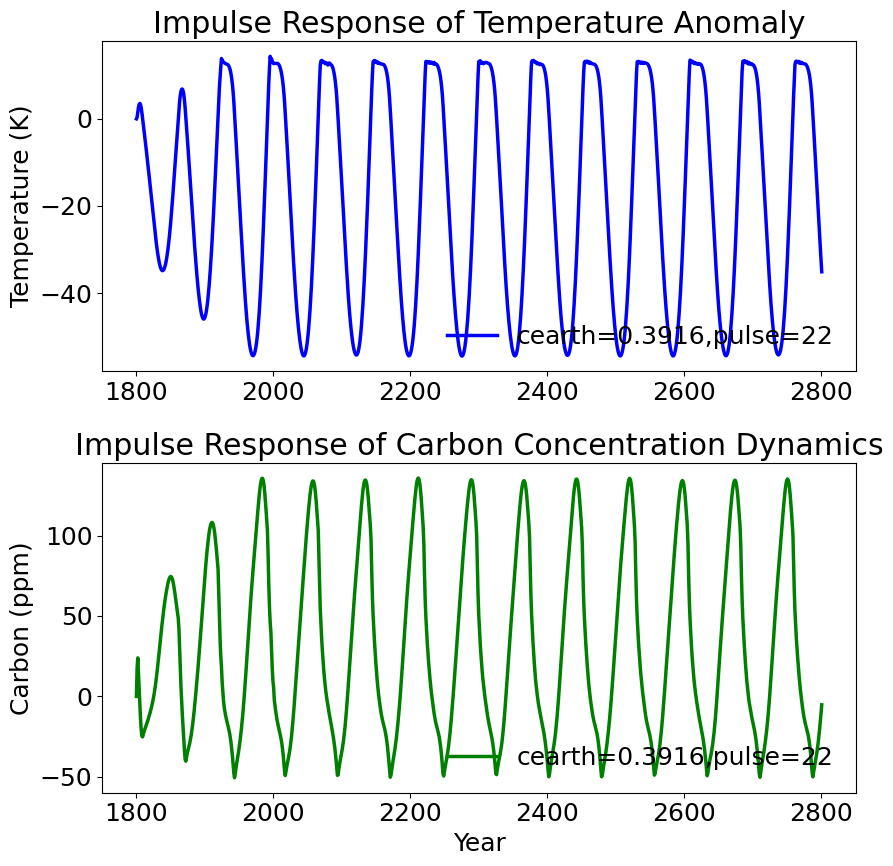 Impulse Response of Temperature Anomaly
Temperature (K)
0
−20
−40
cearth=0.3916,pulse=22
1800 2000 2200 2400 2600 2800
Impulse Response of Carbon Concentration Dynamics
Carbon (ppm)
100
50
0
−50
cearth=0.3916,pulse=22
1800 2000 2200 2400 2600 2800
Year